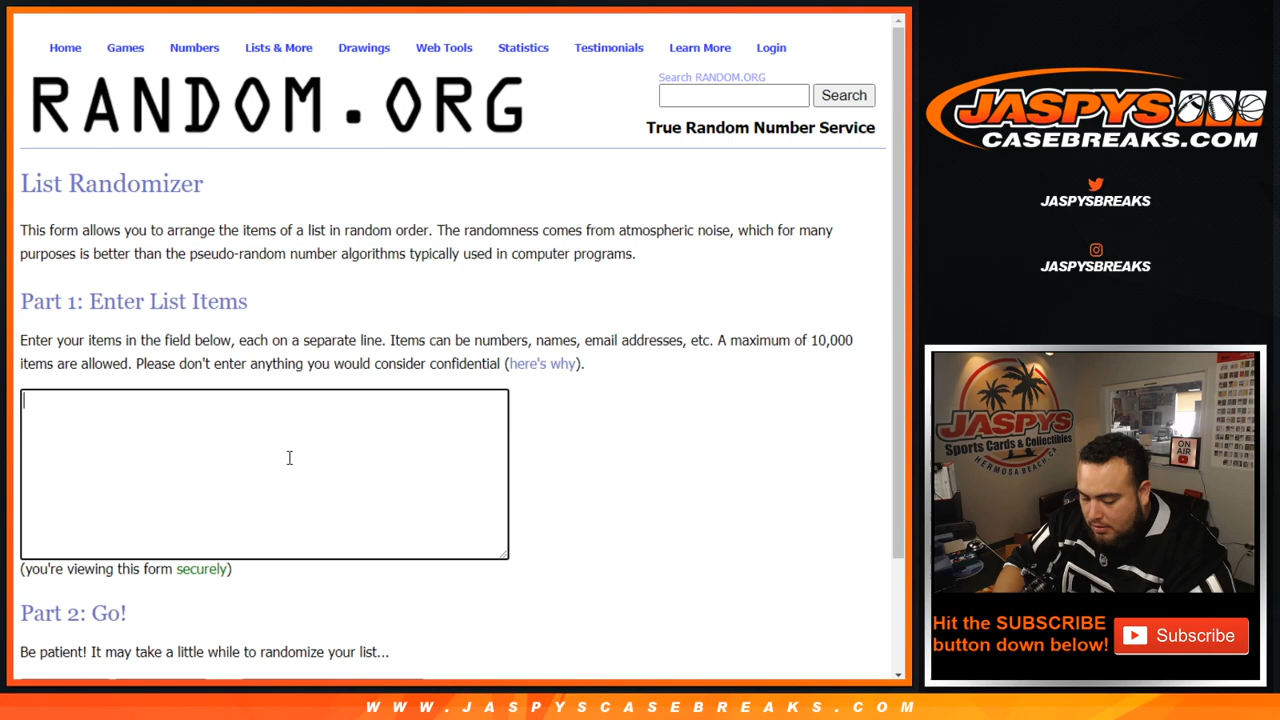 Home Games Numbers Lists & More Drawings Web Tools Statistics Testimonials Learn More Login
RANDOM.ORG
Search RANDOM.ORG
Search
True Random Number Service
List Randomizer
This form allows you to arrange the items of a list in random order. The randomness comes from atmospheric noise, which for many
purposes is better than the pseudo-random number algorithms typically used in computer programs.
Part 1: Enter List Items
Enter your items in the field below, each on a separate line. Items can be numbers, names, email addresses, etc. A maximum of 10,000
items are allowed. Please don't enter anything you would consider confidential (here's why).
(you're viewing this form securely)
Part 2: Go!
Be patient! It may take a little while to randomize your list...
JASPYS
CASEBREAKS.COM
JASPYSBREAKS
JASPYSBREAKS
JASPYS
Sports Cards & Collectibles
HERMOSA BEACH, CA
ON
AIR
Hit the SUBSCRIBE
button down below!
Subscribe
WWW.JASPYSCASEBREAKS.COM